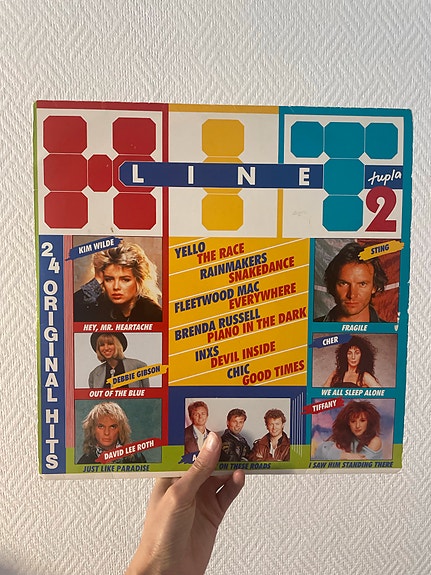 HIT
LINE
tupla
2
24 ORIGINAL HITS
KIM WILDE
HEY, MR. HEARTACHE
DEBBIE GIBSON
OUT OF THE BLUE
DAVID LEE ROTH
JUST LIKE PARADISE
YELLO
THE RACE
RAINMAKERS
SNAKEDANCE
FLEETWOOD MAC
EVERYWHERE
BRENDA RUSSELL
PIANO IN THE DARK
INXS
DEVIL INSIDE
CHIC
GOOD TIMES
ON THESE ROADS
STING
FRAGILE
CHER
WE ALL SLEEP ALONE
TIFFANY
I SAW HIM STANDING THERE